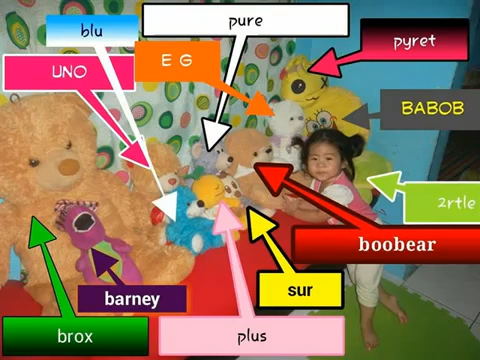 blu
pure
pyret
UNO
E G
BABOB
2rtle
boobear
sur
barney
brox
plus